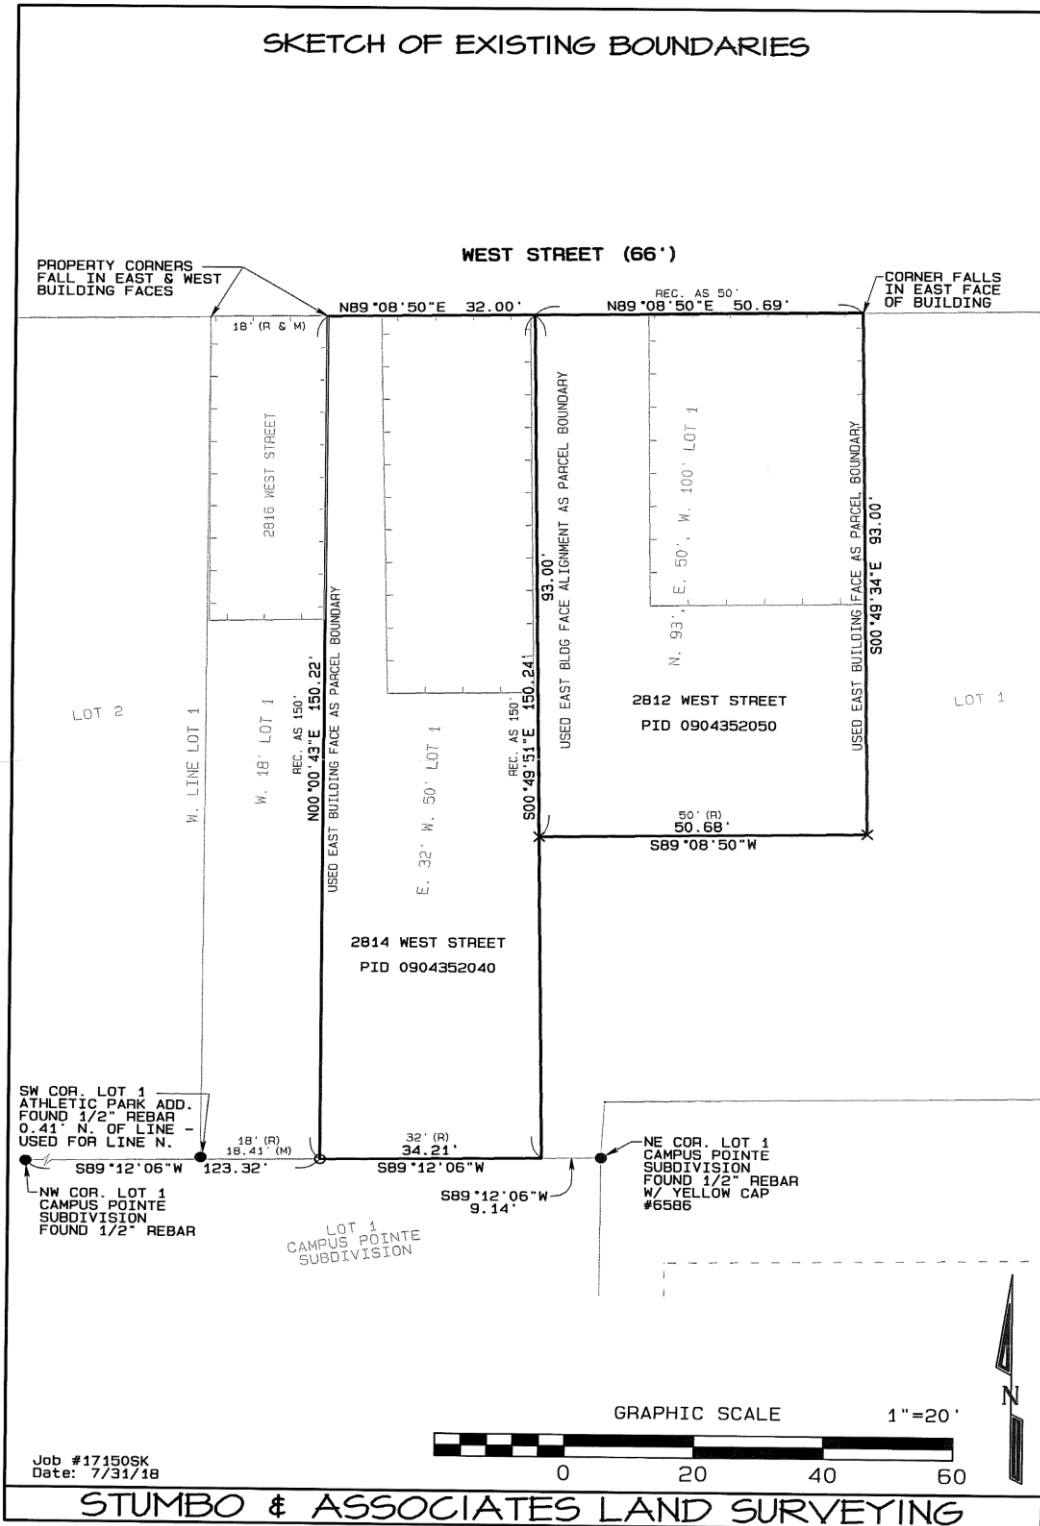 SKETCH OF EXISTING BOUNDARIES
WEST STREET (66')
PROPERTY CORNERS
FALL IN EAST & WEST
BUILDING FACES
CORNER FALLS
IN EAST FACE
OF BUILDING
N89°08'50"E 32.00'
REC. AS 50'
N89°08'50"E 50.69'
18' (R & M)
2816 WEST STREET
LOT 2
W. LINE LOT 1
W. 18' LOT 1
REC. AS 150'
N00°00'43"E 150.22'
USED EAST BUILDING FACE AS PARCEL BOUNDARY
E. 32' W. 50' LOT 1
REC. AS 150'
S00°49'51"E 150.24'
93.00'
USED EAST BLDG FACE ALIGNMENT AS PARCEL BOUNDARY
N. 93', E. 50', W. 100' LOT 1
USED EAST BUILDING FACE AS PARCEL BOUNDARY
S00°49'34"E 93.00'
2812 WEST STREET
PID 0904352050
LOT 1
50' (R)
50.68'
S89°08'50"W
2814 WEST STREET
PID 0904352040
SW COR. LOT 1
ATHLETIC PARK ADD.
FOUND 1/2" REBAR
0.41' N. OF LINE -
USED FOR LINE N.
18' (R)
18.41' (M)
S89°12'06"W 123.32'
32' (R)
34.21'
S89°12'06"W
S89°12'06"W
9.14'
NE COR. LOT 1
CAMPUS POINTE
SUBDIVISION
FOUND 1/2" REBAR
W/ YELLOW CAP
#6586
NW COR. LOT 1
CAMPUS POINTE
SUBDIVISION
FOUND 1/2" REBAR
LOT 1
CAMPUS POINTE
SUBDIVISION
N
GRAPHIC SCALE 1"=20'
0 20 40 60
Job #17150SK
Date: 7/31/18
STUMBO & ASSOCIATES LAND SURVEYING